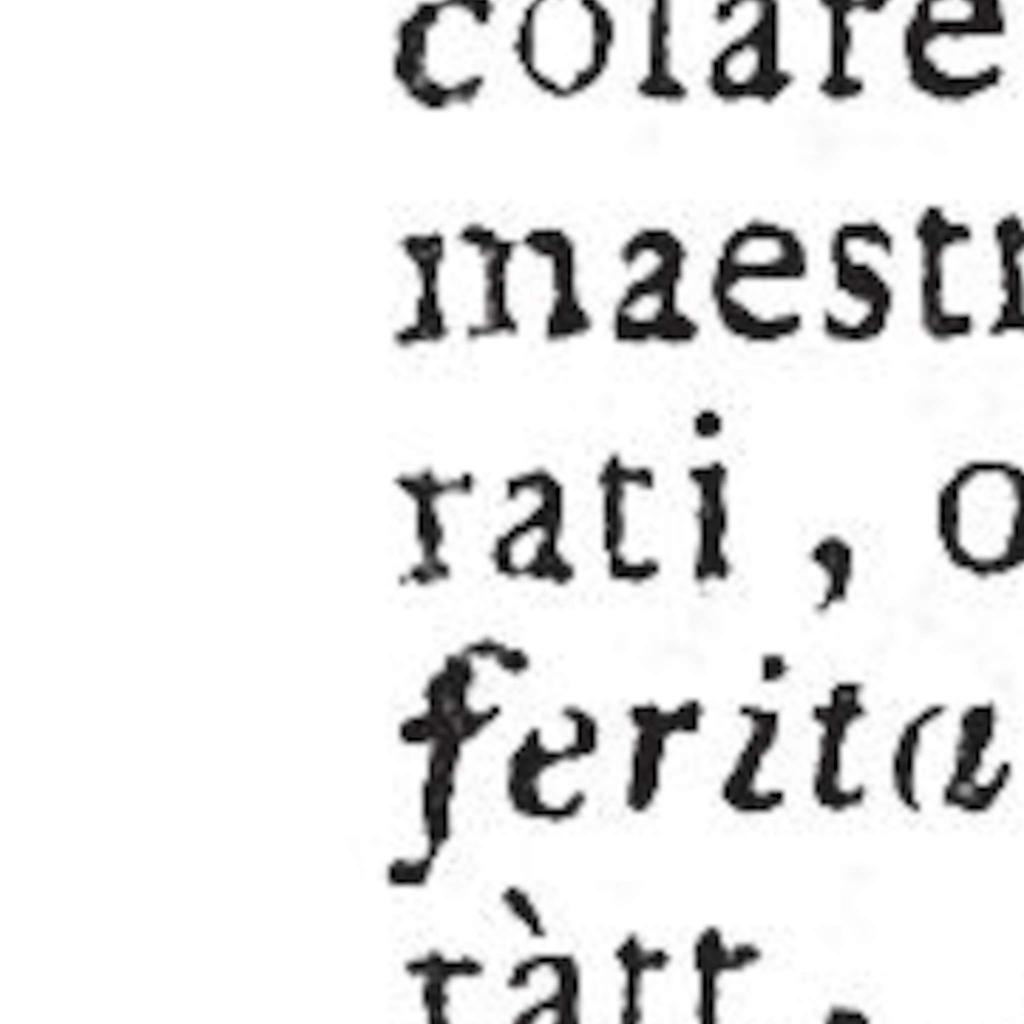 colare
maestr
rati, o
ferita